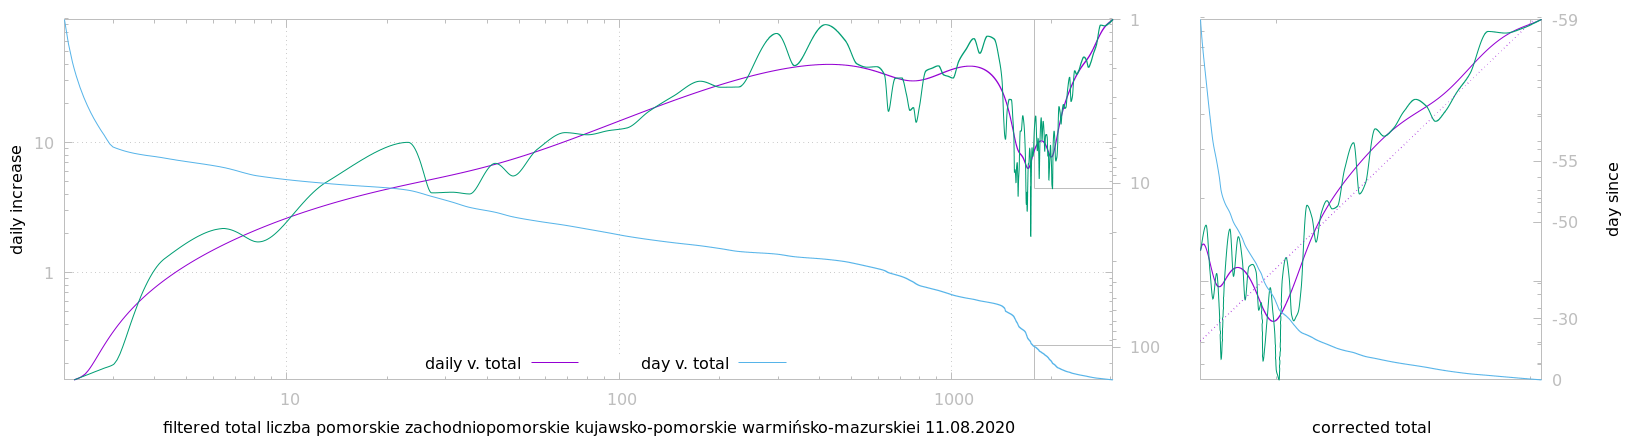 1
-59
10
daily increase
1
10
100
-55
-50
-30
0
day since
daily v. total
day v. total
10
100
1000
filtered total liczba pomorskie zachodniopomorskie kujawsko-pomorskie warmińsko-mazurskiei 11.08.2020
corrected total